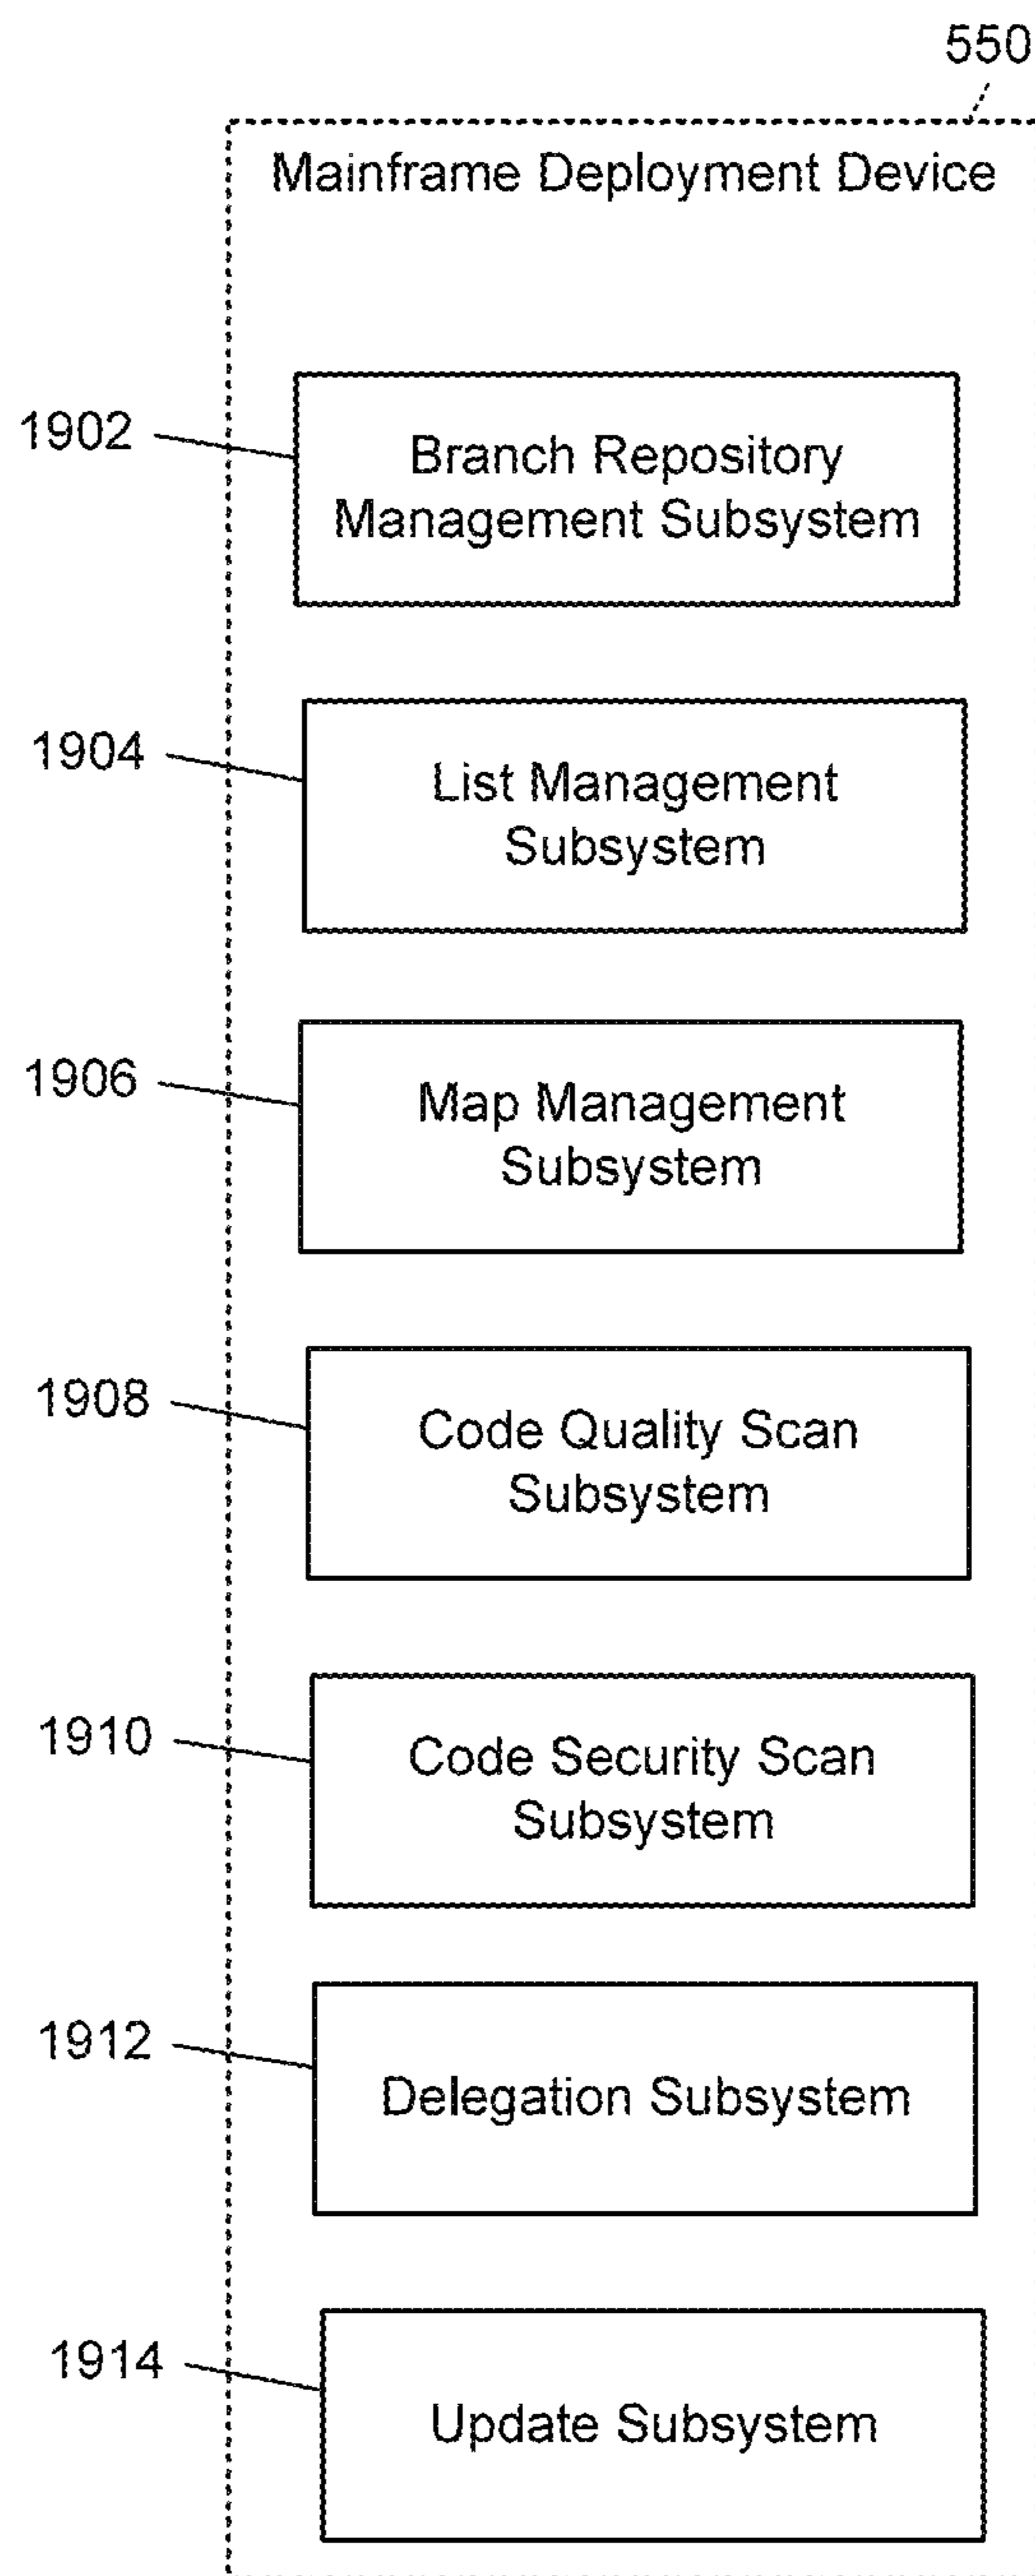 550
Mainframe Deployment Device
1902
Branch Repository
Management Subsystem
1904
List Management
Subsystem
1906
Map Management
Subsystem
1908
Code Quality Scan
Subsystem
1910
Code Security Scan
Subsystem
1912
Delegation Subsystem
1914
Update Subsystem